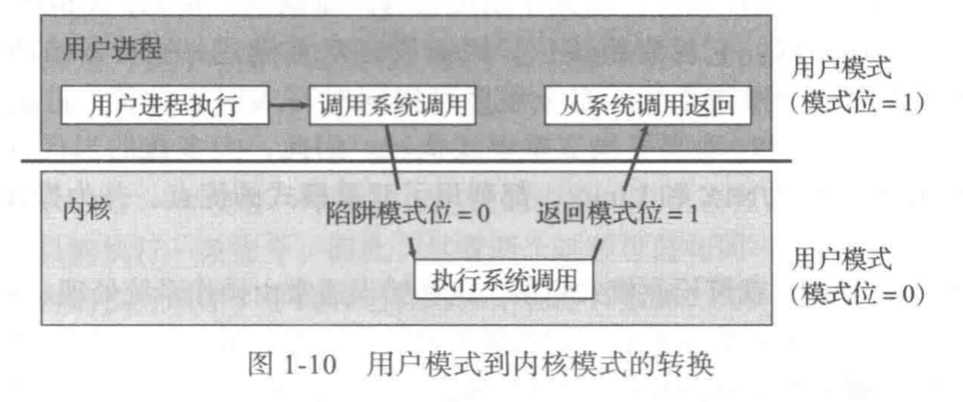 用户进程
用户进程执行
调用系统调用
从系统调用返回
用户模式
(模式位=1)
内核
陷阱模式位=0
返回模式位=1
执行系统调用
用户模式
(模式位=0)
图 1-10 用户模式到内核模式的转换